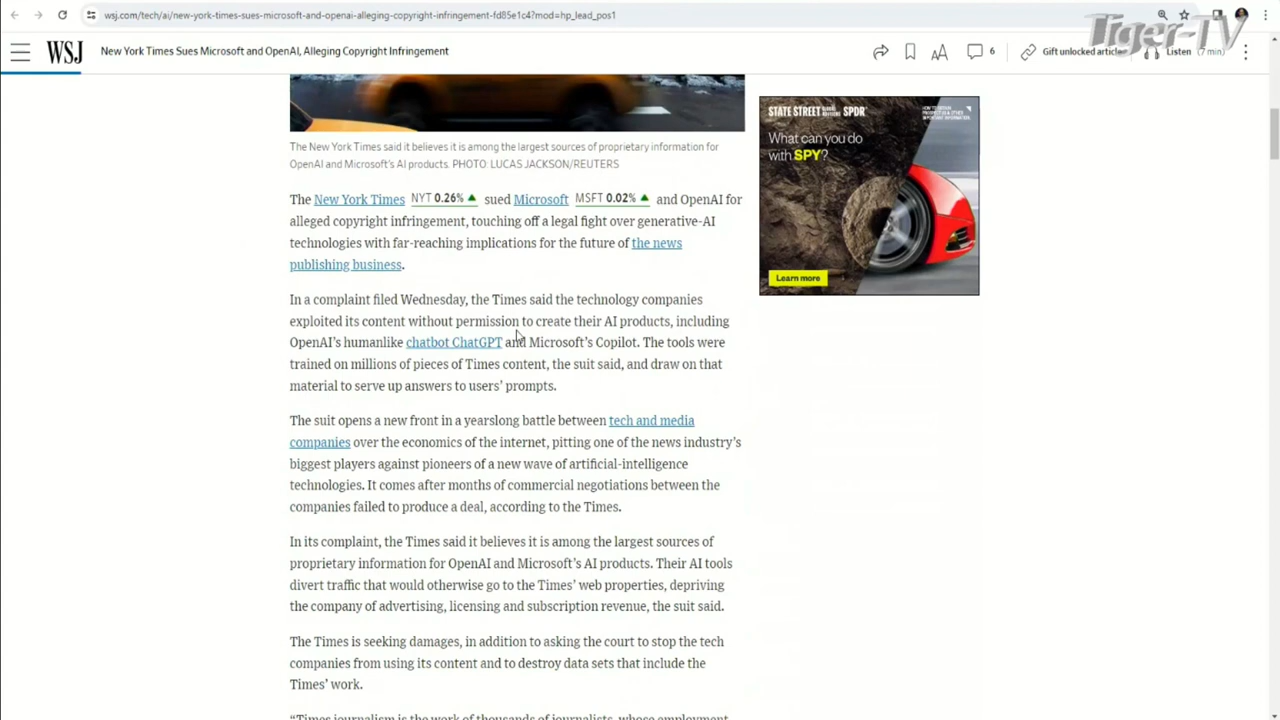 wsj.com/tech/ai/new-york-times-sues-microsoft-and-openai-alleging-copyright-infringement-fd85e1c4?mod=hp_lead_pos1
Tiger-TV
WSJ New York Times Sues Microsoft and OpenAI, Alleging Copyright Infringement 6 Gift unlocked article Listen (7 min)
The New York Times said it believes it is among the largest sources of proprietary information for
OpenAI and Microsoft's AI products. PHOTO: LUCAS JACKSON/REUTERS
The New York Times NYT 0.26% ▲ sued Microsoft MSFT 0.02% ▲ and OpenAI for
alleged copyright infringement, touching off a legal fight over generative-AI
technologies with far-reaching implications for the future of the news
publishing business.
In a complaint filed Wednesday, the Times said the technology companies
exploited its content without permission to create their AI products, including
OpenAI's humanlike chatbot ChatGPT and Microsoft's Copilot. The tools were
trained on millions of pieces of Times content, the suit said, and draw on that
material to serve up answers to users' prompts.
The suit opens a new front in a yearslong battle between tech and media
companies over the economics of the internet, pitting one of the news industry's
biggest players against pioneers of a new wave of artificial-intelligence
technologies. It comes after months of commercial negotiations between the
companies failed to produce a deal, according to the Times.
In its complaint, the Times said it believes it is among the largest sources of
proprietary information for OpenAI and Microsoft's AI products. Their AI tools
divert traffic that would otherwise go to the Times' web properties, depriving
the company of advertising, licensing and subscription revenue, the suit said.
The Times is seeking damages, in addition to asking the court to stop the tech
companies from using its content and to destroy data sets that include the
Times' work.
"Times journalism is the work of thousands of journalists, whose employment
STATE STREET GLOBAL ADVISORS SPDR
What can you do
with SPY?
Learn more